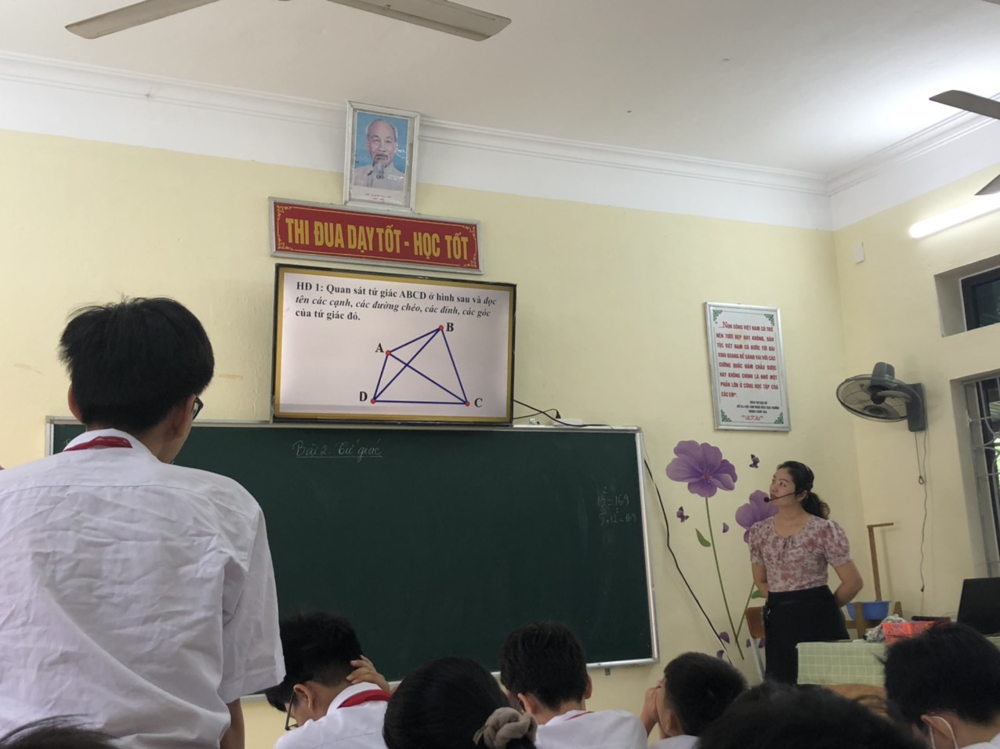 THI ĐUA DẠY TỐT - HỌC TỐT
HĐ 1: Quan sát tứ giác ABCD ở hình sau và đọc
tên các cạnh, các đường chéo, các đỉnh, các góc
của tứ giác đó.
B
A
D
C
Bài 2. Tứ giác
= 169
...NON SÔNG VIỆT NAM CÓ TRỞ
NÊN TƯƠI ĐẸP HAY KHÔNG, DÂN
TỘC VIỆT NAM CÓ BƯỚC TỚI ĐÀI
VINH QUANG ĐỂ SÁNH VAI VỚI CÁC
CƯỜNG QUỐC NĂM CHÂU ĐƯỢC
HAY KHÔNG CHÍNH LÀ NHỜ MỘT
PHẦN LỚN Ở CÔNG HỌC TẬP CỦA
CÁC EM"